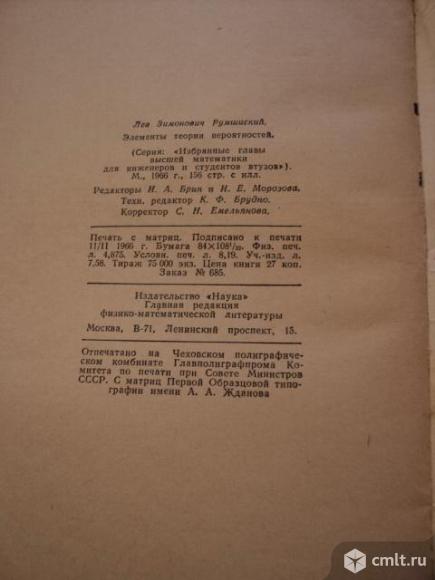 Лев Зимонович Румшиский.
Элементы теории вероятностей.
(Серия: «Избранные главы
высшей математики
для инженеров и студентов втузов»).
М., 1966 г., 156 стр. с илл.
Редакторы И. А. Брин и И. Е. Морозова.
Техн. редактор К. Ф. Брудно.
Корректор С. Н. Емельянова.
Печать с матриц. Подписано к печати
11/II 1966 г. Бумага 84×108¹/₃₂. Физ. печ.
л. 4,875. Условн. печ. л. 8,19. Уч.-изд. л.
7,58. Тираж 75 000 экз. Цена книги 27 коп.
Заказ № 685.
Издательство «Наука»
Главная редакция
физико-математической литературы
Москва, В-71, Ленинский проспект, 15.
Отпечатано на Чеховском полиграфиче-
ском комбинате Главполиграфпрома Ко-
митета по печати при Совете Министров
СССР. С матриц Первой Образцовой типо-
графии имени А. А. Жданова
cmlt.ru